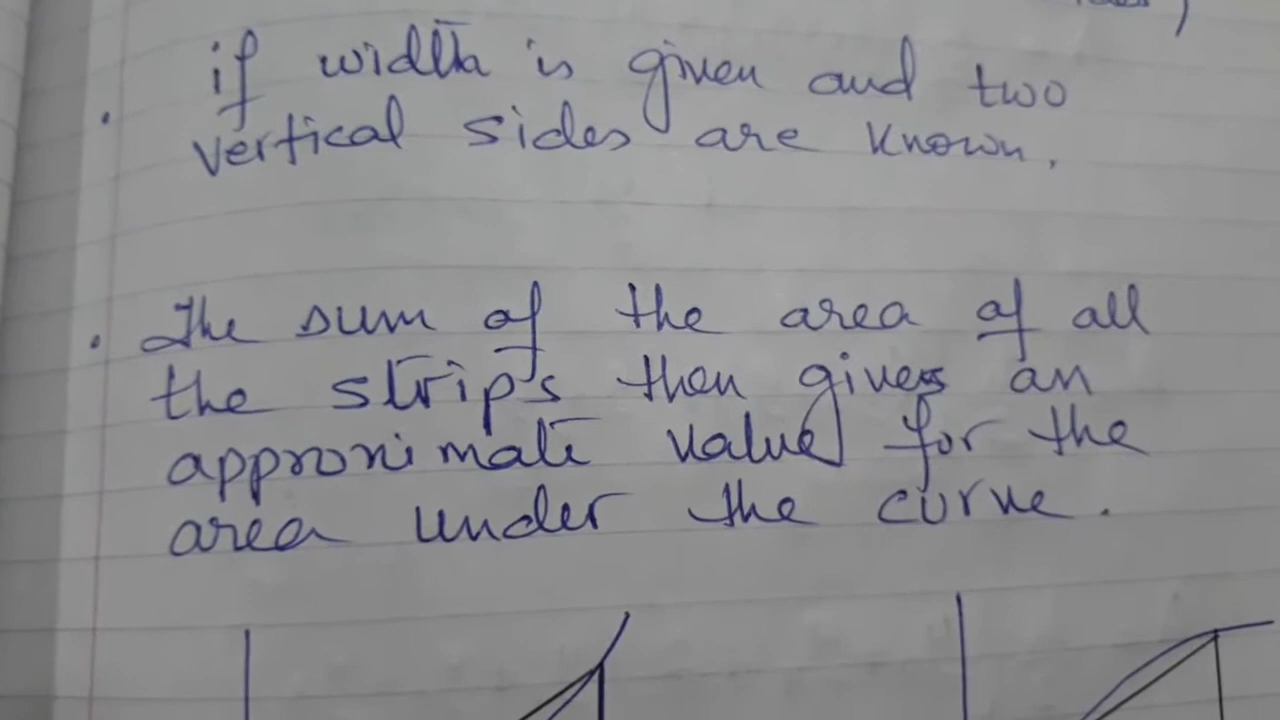 if width is given and two
vertical sides are known.
. The sum of the area of all
the strips then gives an
approximate value for the
area under the curve.